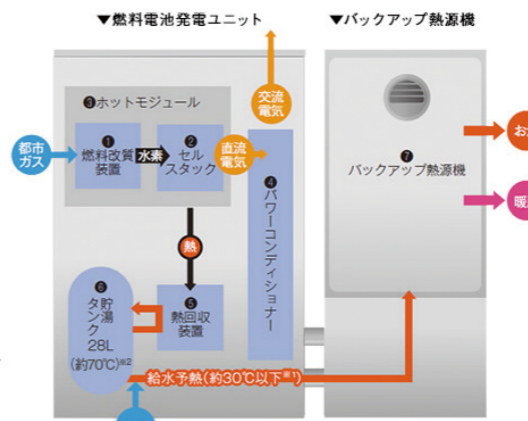 ▼燃料電池発電ユニット
▼バックアップ熱源機
❸ホットモジュール
交流
電気
都市
ガス
❶
燃料改質
装置
水素
❷
セル
スタック
直流
電気
❹パワーコンディショナー
❼
バックアップ熱源機
お
暖
熱
❻
貯湯
タンク
28L
(約70℃)※2
❺
熱回収
装置
給水予熱(約30℃以下※1)